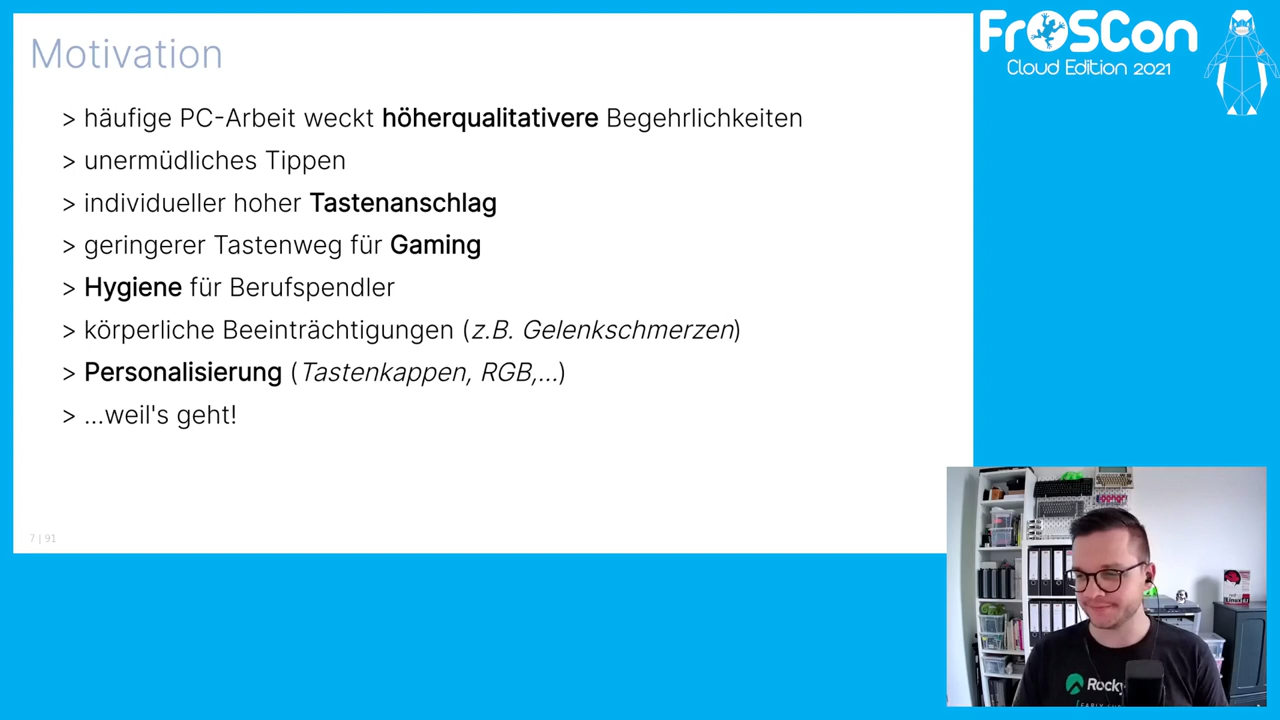 Motivation
> häufige PC-Arbeit weckt höherqualitativere Begehrlichkeiten
> unermüdliches Tippen
> individueller hoher Tastenanschlag
> geringerer Tastenweg für Gaming
> Hygiene für Berufspendler
> körperliche Beeinträchtigungen (z.B. Gelenkschmerzen)
> Personalisierung (Tastenkappen, RGB,...)
> ...weil's geht!
7 | 91
FrOSCon
Cloud Edition 2021
Rocky